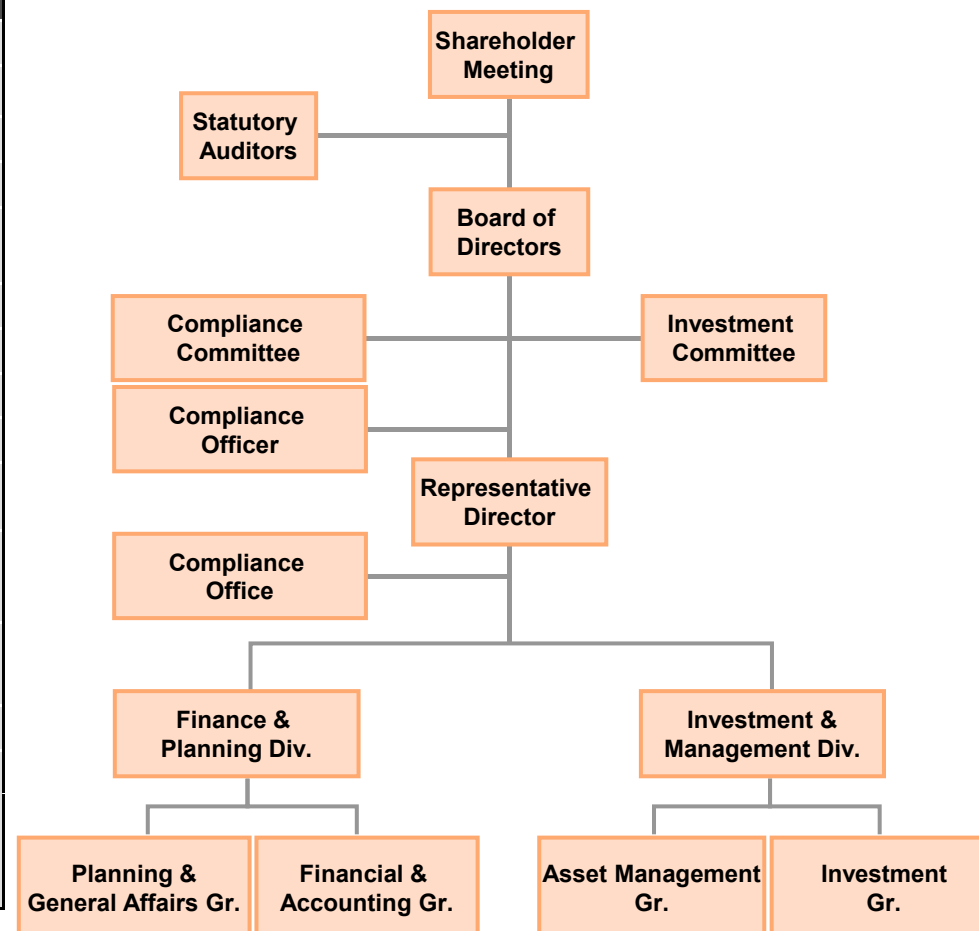 Shareholder
Meeting
Statutory
Auditors
Board of
Directors
Compliance
Committee
Investment
Committee
Compliance
Officer
Representative
Director
Compliance
Office
Finance &
Planning Div.
Investment &
Management Div.
Planning &
General Affairs Gr.
Financial &
Accounting Gr.
Asset Management
Gr.
Investment
Gr.